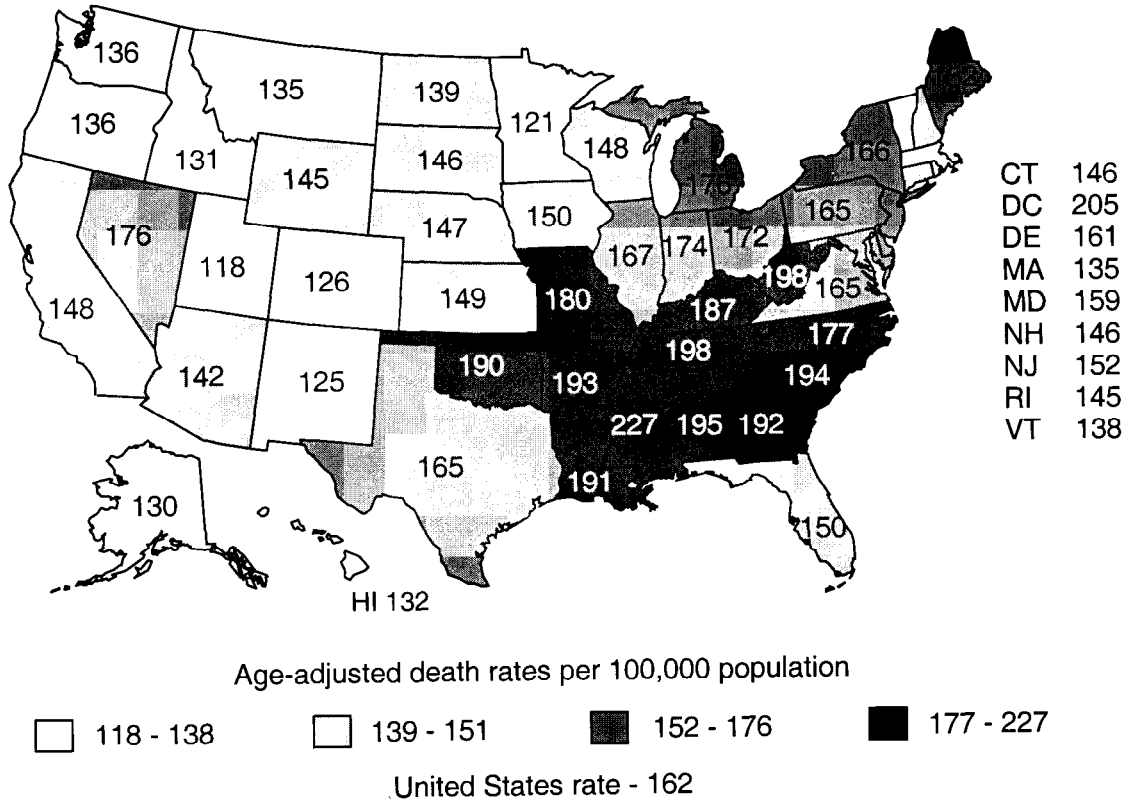 136
135
139
121
136
131
145
146
148
166
176
150
147
165
176
167
174
172
118
126
149
180
198
165
148
187
177
198
142
125
190
193
194
227
195
192
165
191
130
150
HI 132
CT 146
DC 205
DE 161
MA 135
MD 159
NH 146
NJ 152
RI 145
VT 138
Age-adjusted death rates per 100,000 population
118 - 138
139 - 151
152 - 176
177 - 227
United States rate - 162